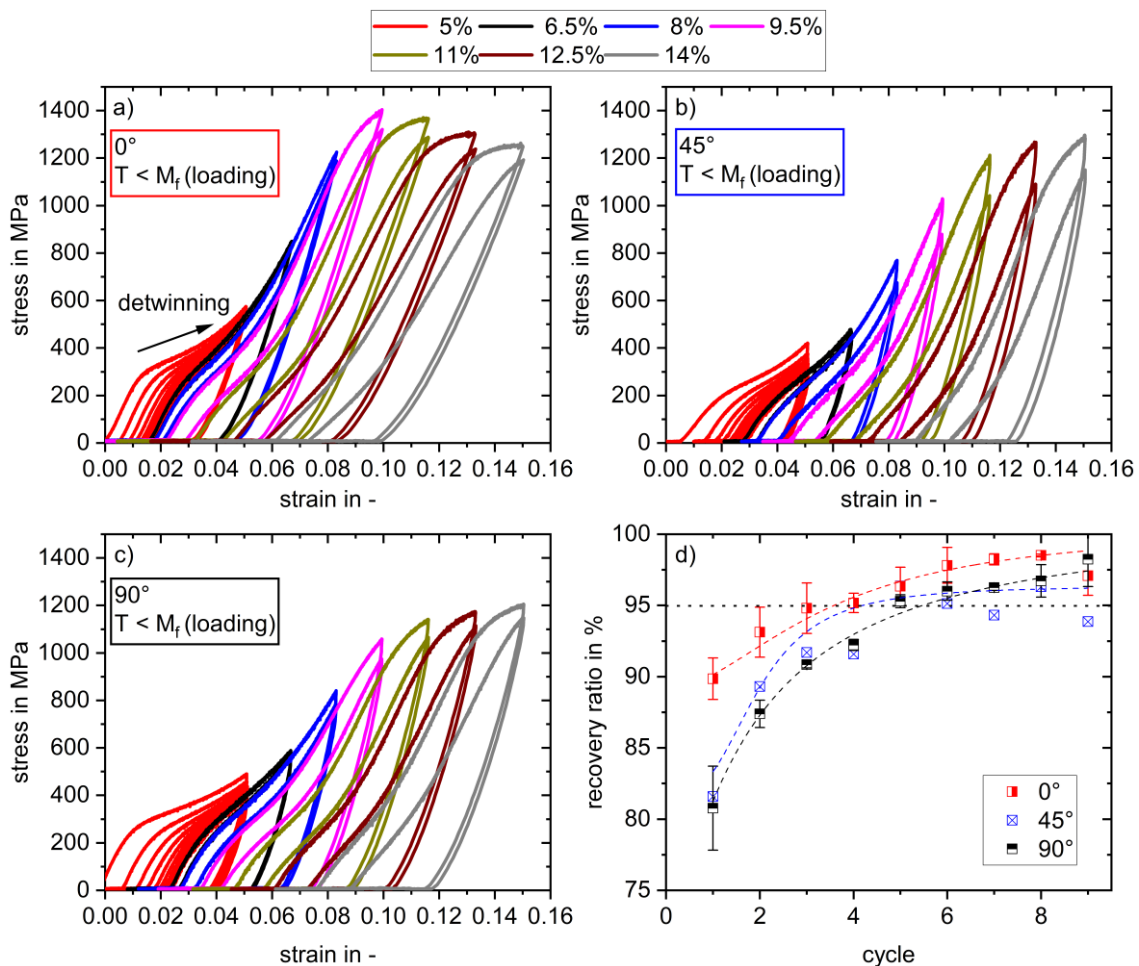 5% 6.5% 8% 9.5%
11% 12.5% 14%
a)
0°
T < M_f (loading)
detwinning
stress in MPa
1400
1200
1000
800
600
400
200
0
0.00 0.02 0.04 0.06 0.08 0.10 0.12 0.14 0.16
strain in -
b)
45°
T < M_f (loading)
stress in MPa
1400
1200
1000
800
600
400
200
0
0.00 0.02 0.04 0.06 0.08 0.10 0.12 0.14 0.16
strain in -
c)
90°
T < M_f (loading)
stress in MPa
1400
1200
1000
800
600
400
200
0
0.00 0.02 0.04 0.06 0.08 0.10 0.12 0.14 0.16
strain in -
d)
recovery ratio in %
100
95
90
85
80
75
0°
45°
90°
0 2 4 6 8
cycle